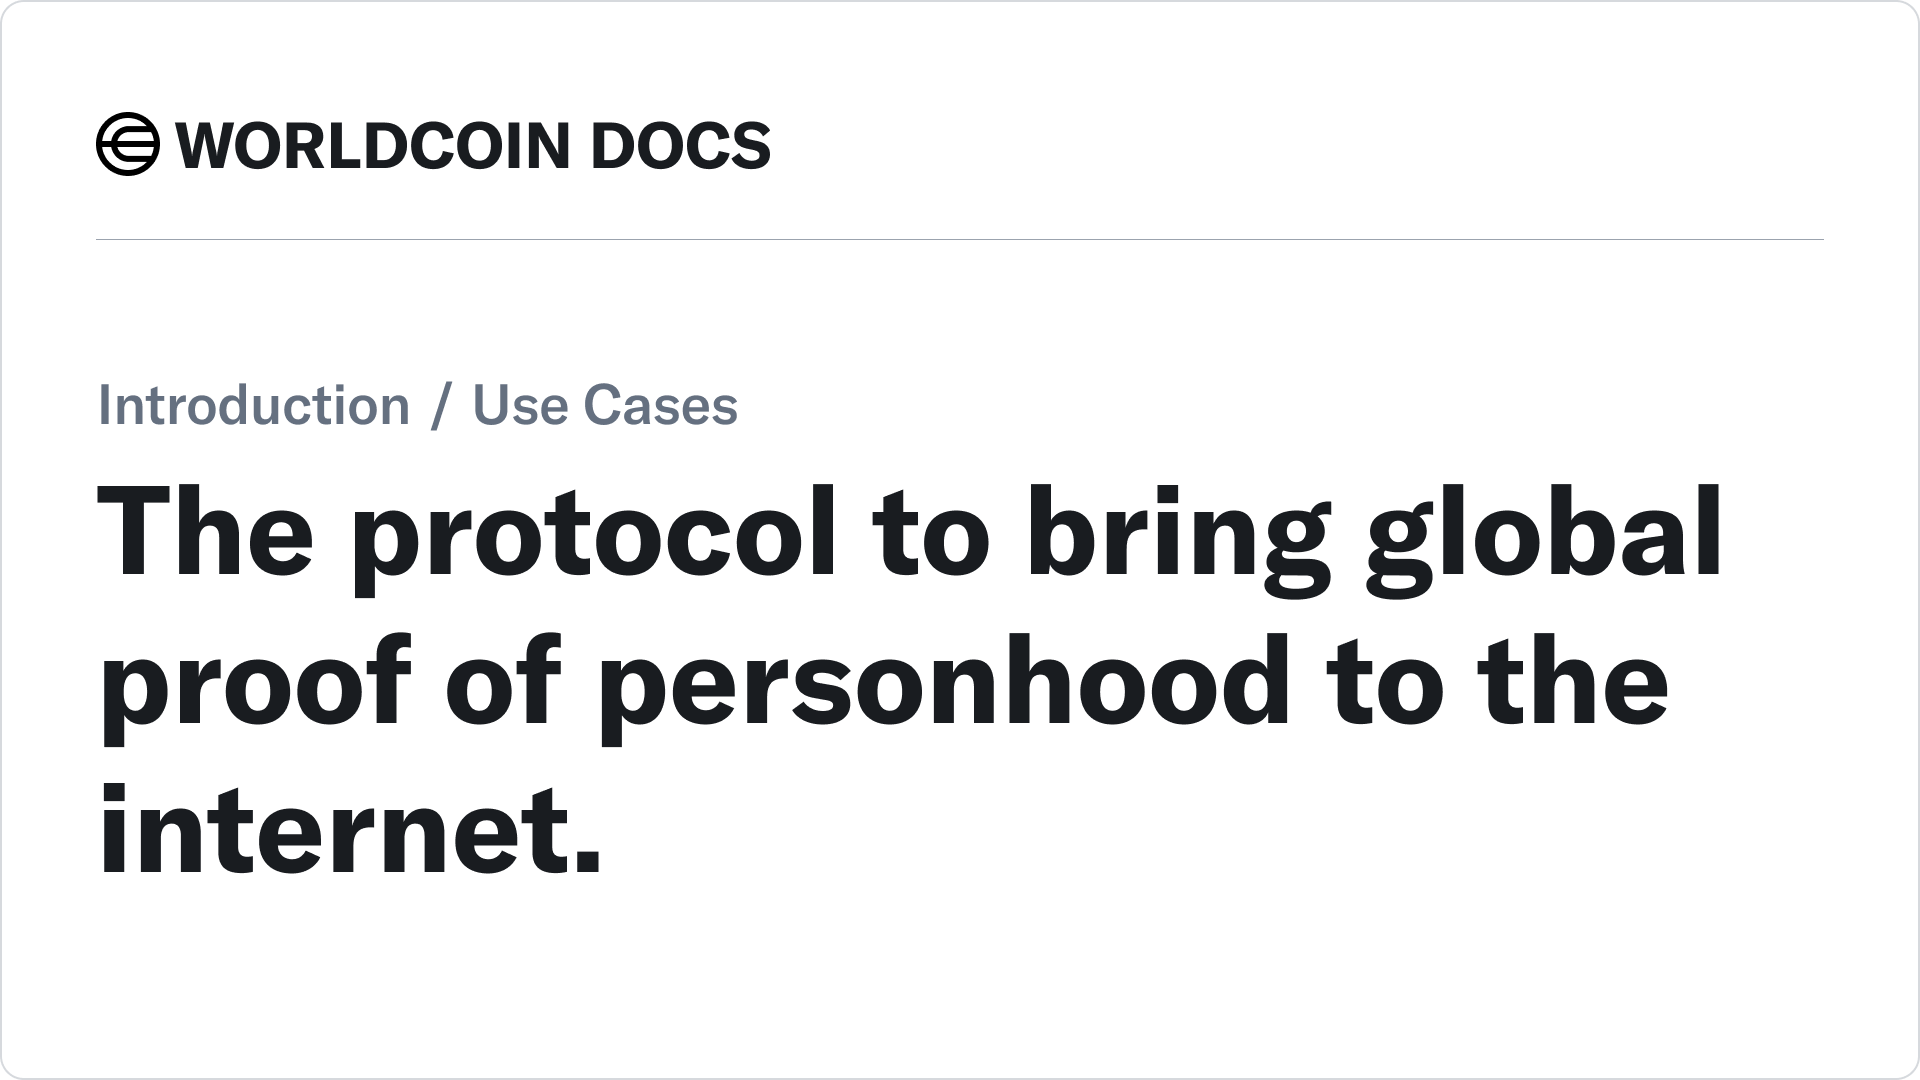 WORLDCOIN DOCS
Introduction / Use Cases
The protocol to bring global
proof of personhood to the
internet.